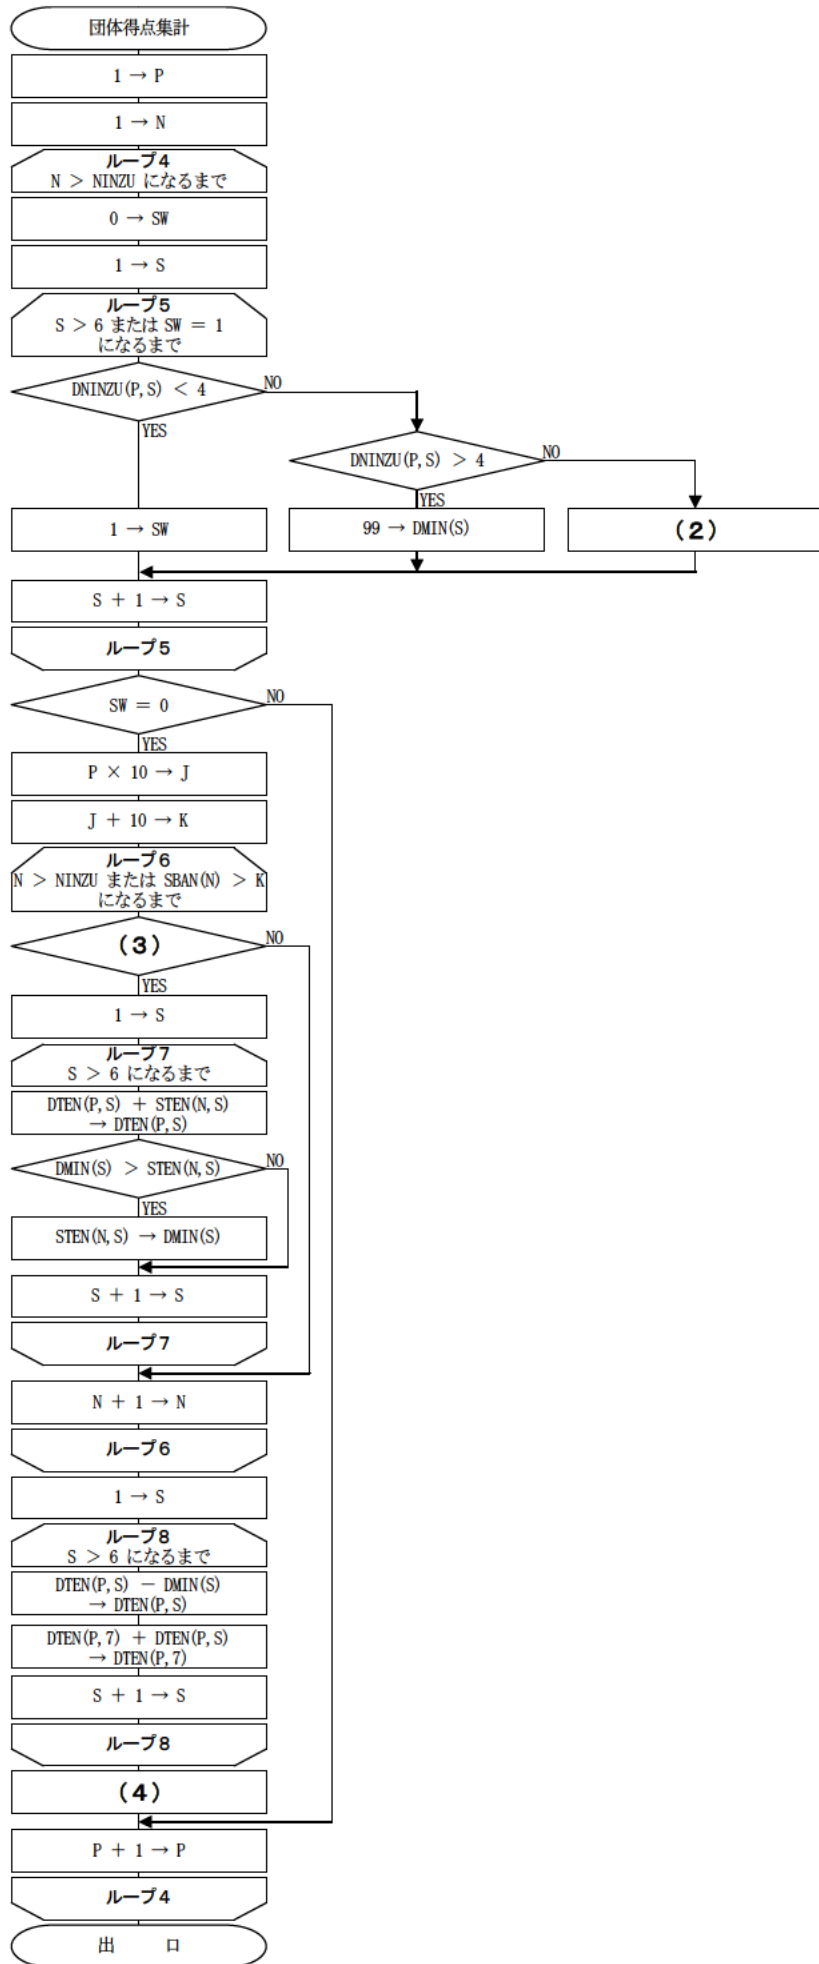 団体得点集計
1 → P
1 → N
ループ4
N > NINZU になるまで
0 → SW
1 → S
ループ5
S > 6 または SW = 1
になるまで
DNINZU(P,S) < 4
NO
YES
DNINZU(P,S) > 4
NO
YES
1 → SW
99 → DMIN(S)
(2)
S + 1 → S
ループ5
SW = 0
NO
YES
P × 10 → J
J + 10 → K
ループ6
N > NINZU または SBAN(N) > K
になるまで
(3)
NO
YES
1 → S
ループ7
S > 6 になるまで
DTEN(P,S) + STEN(N,S)
→ DTEN(P,S)
DMIN(S) > STEN(N,S)
NO
YES
STEN(N,S) → DMIN(S)
S + 1 → S
ループ7
N + 1 → N
ループ6
1 → S
ループ8
S > 6 になるまで
DTEN(P,S) － DMIN(S)
→ DTEN(P,S)
DTEN(P,7) + DTEN(P,S)
→ DTEN(P,7)
S + 1 → S
ループ8
(4)
P + 1 → P
ループ4
出 口